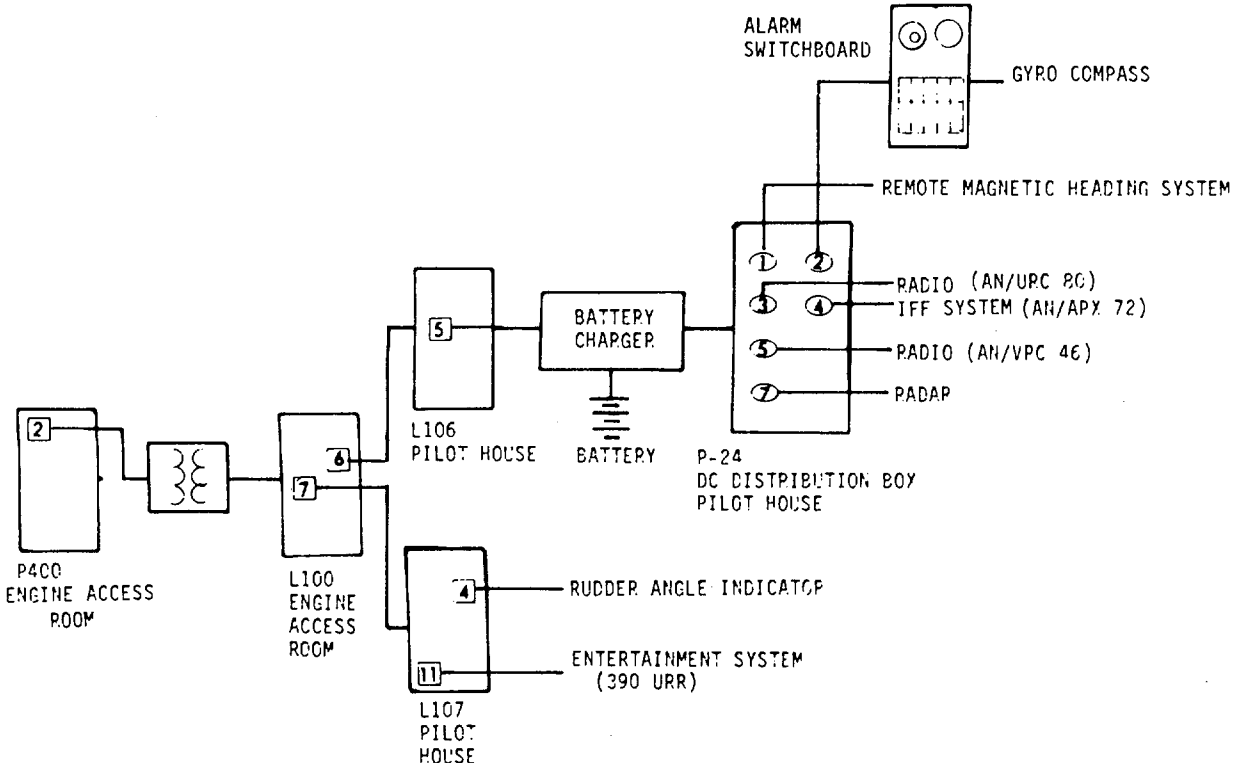 ALARM
SWITCHBOARD
GYRO COMPASS
REMOTE MAGNETIC HEADING SYSTEM
1 2
3 4
5
7
RADIO (AN/URC 80)
IFF SYSTEM (AN/APX 72)
RADIO (AN/VPC 46)
RADAP
5
BATTERY
CHARGER
L106
PILOT HOUSE
BATTERY
P-24
DC DISTRIBUTION BOX
PILOT HOUSE
2
6
7
P400
ENGINE ACCESS
ROOM
L100
ENGINE
ACCESS
ROOM
4
RUDDER ANGLE INDICATOR
11
ENTERTAINMENT SYSTEM
(390 URR)
L107
PILOT
HOUSE